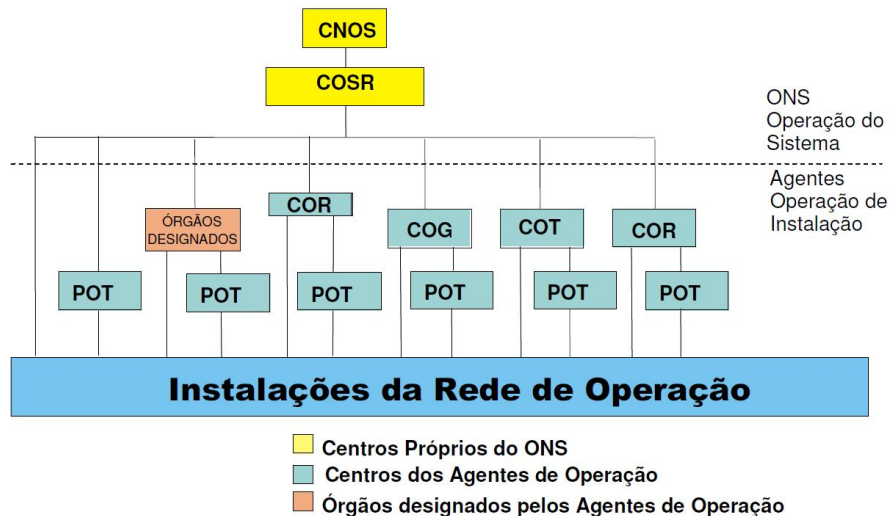 CNOS
COSR
ONS
Operação do
Sistema
Agentes
Operação de
Instalação
COR
ÓRGÃOS
DESIGNADOS
COG
COT
COR
POT
POT
POT
POT
POT
POT
Instalações da Rede de Operação
Centros Próprios do ONS
Centros dos Agentes de Operação
Órgãos designados pelos Agentes de Operação